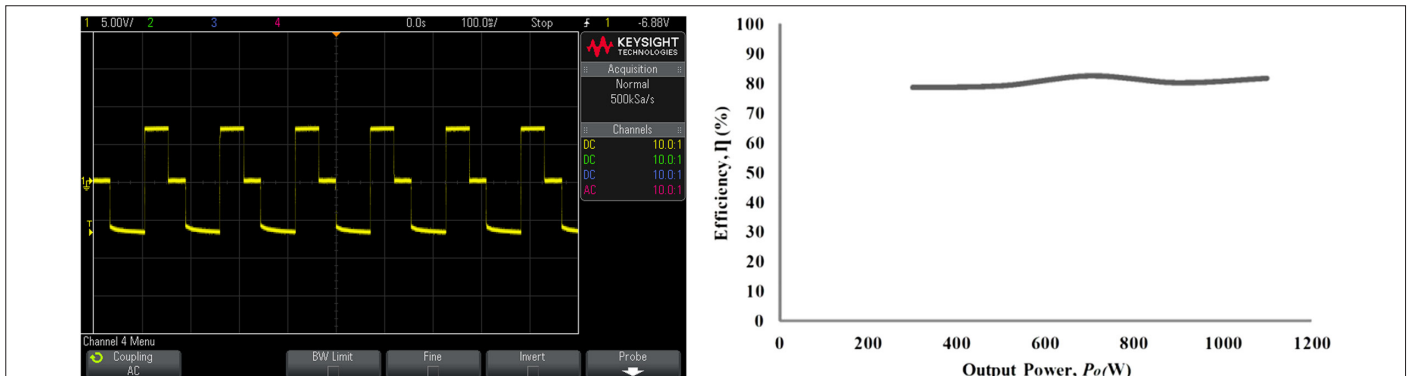 1 5.00V/ 2 3 4 0.0s 100.0s/ Stop 1 -6.88V
KEYSIGHT
TECHNOLOGIES
Acquisition
Normal
500kSa/s
Channels
DC 10.0:1
DC 10.0:1
DC 10.0:1
AC 10.0:1
1
T
Channel 4 Menu
Coupling
AC
BW Limit
Fine
Invert
Probe
100
90
80
70
60
50
40
30
20
10
0
Efficiency, η (%)
0 200 400 600 800 1000 1200
Output Power, Po(W)